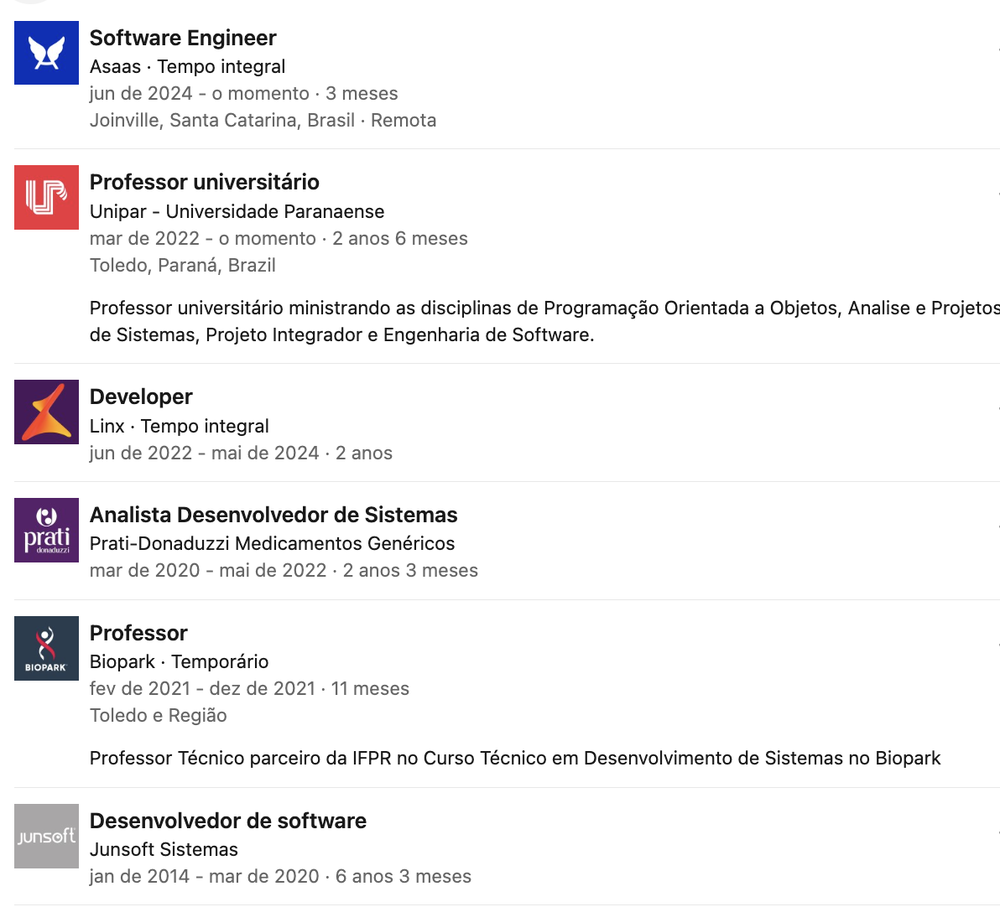 Software Engineer
Asaas · Tempo integral
jun de 2024 - o momento · 3 meses
Joinville, Santa Catarina, Brasil · Remota
Professor universitário
Unipar - Universidade Paranaense
mar de 2022 - o momento · 2 anos 6 meses
Toledo, Paraná, Brazil
Professor universitário ministrando as disciplinas de Programação Orientada a Objetos, Analise e Projetos
de Sistemas, Projeto Integrador e Engenharia de Software.
Developer
Linx · Tempo integral
jun de 2022 - mai de 2024 · 2 anos
prati
donaduzzi
Analista Desenvolvedor de Sistemas
Prati-Donaduzzi Medicamentos Genéricos
mar de 2020 - mai de 2022 · 2 anos 3 meses
BIOPARK
Professor
Biopark · Temporário
fev de 2021 - dez de 2021 · 11 meses
Toledo e Região
Professor Técnico parceiro da IFPR no Curso Técnico em Desenvolvimento de Sistemas no Biopark
junsoft
Desenvolvedor de software
Junsoft Sistemas
jan de 2014 - mar de 2020 · 6 anos 3 meses